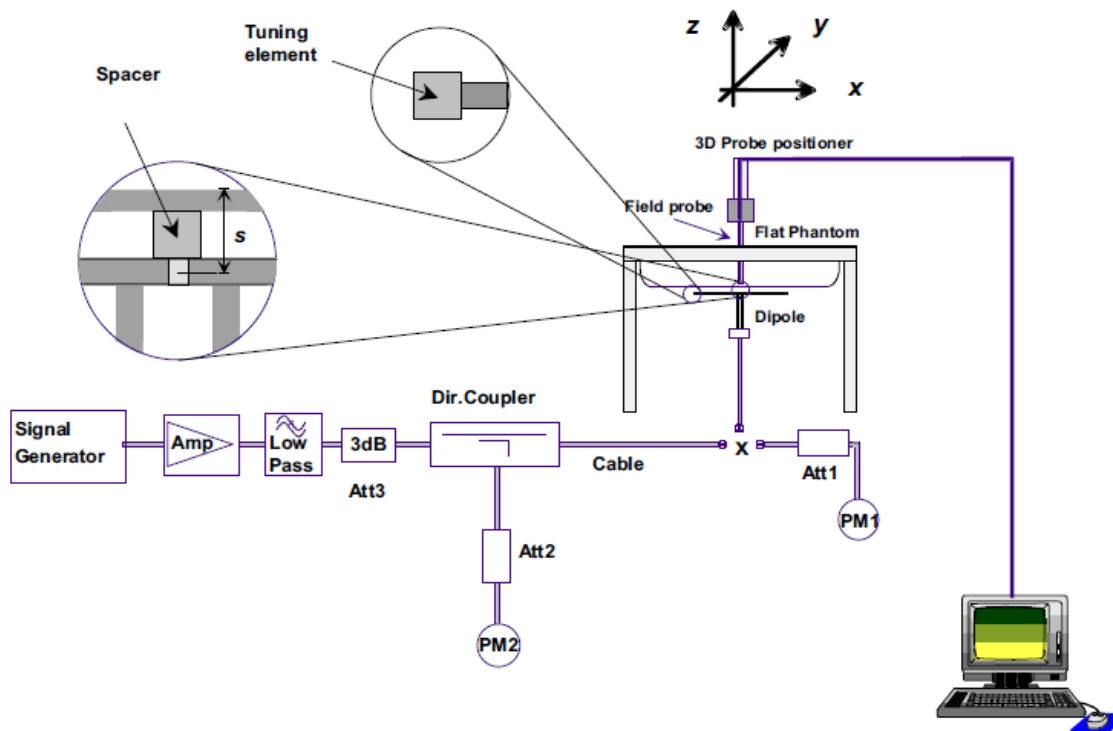 Tuning
element
Spacer
s
z
y
x
3D Probe positioner
Field probe
Flat Phantom
Dipole
Dir.Coupler
Signal
Generator
Amp
Low
Pass
3dB
Att3
Cable
X
Att1
PM1
Att2
PM2